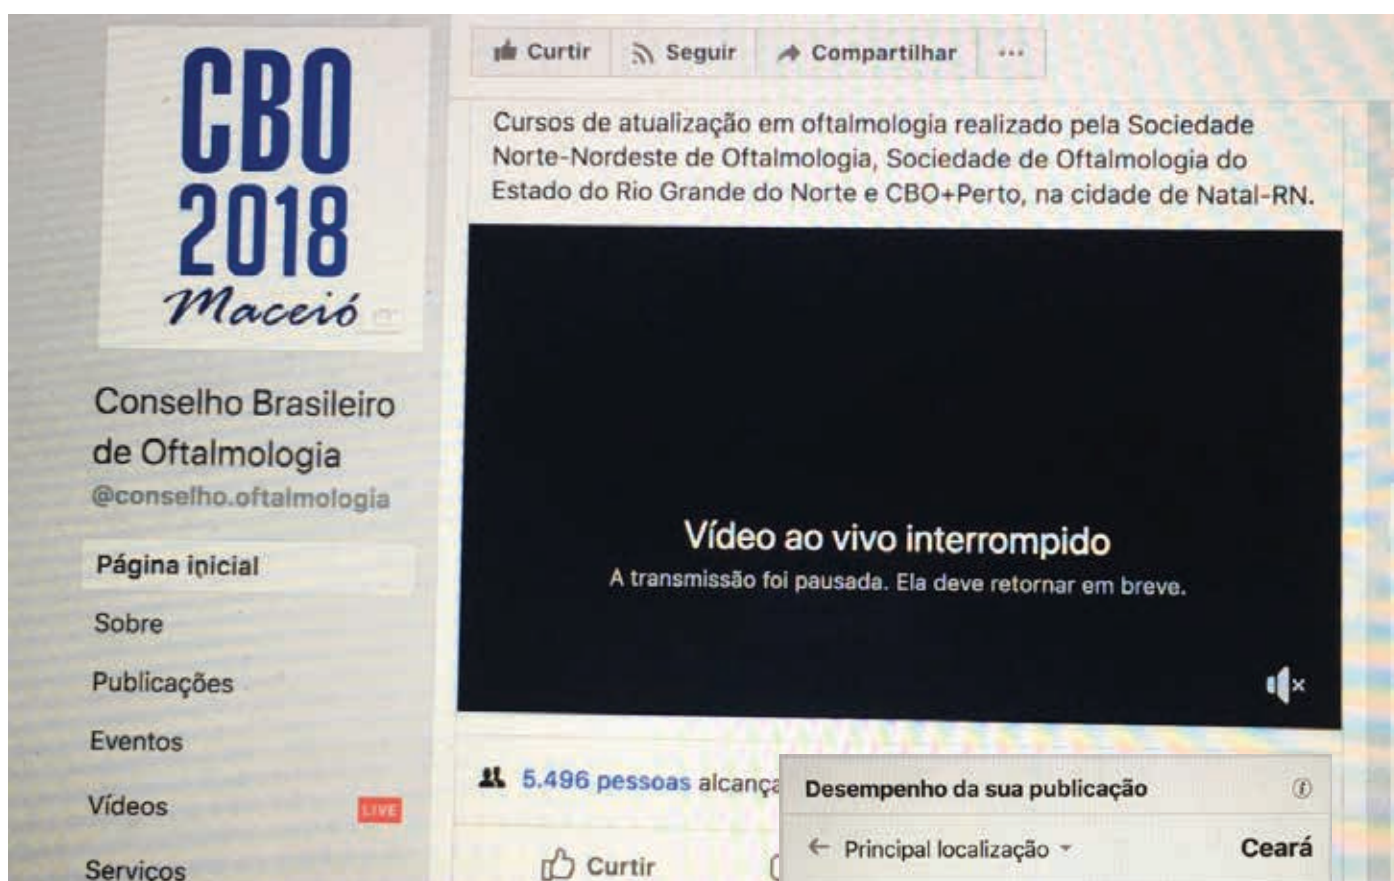 CBO
2018
Maceió
Conselho Brasileiro
de Oftalmologia
@conselho.oftalmologia
Página inicial
Sobre
Publicações
Eventos
Vídeos LIVE
Serviços
Curtir Seguir Compartilhar ...
Cursos de atualização em oftalmologia realizado pela Sociedade
Norte-Nordeste de Oftalmologia, Sociedade de Oftalmologia do
Estado do Rio Grande do Norte e CBO+Perto, na cidade de Natal-RN.
Vídeo ao vivo interrompido
A transmissão foi pausada. Ela deve retornar em breve.
5.496 pessoas alcança
Curtir
Desempenho da sua publicação
Principal localização Ceará